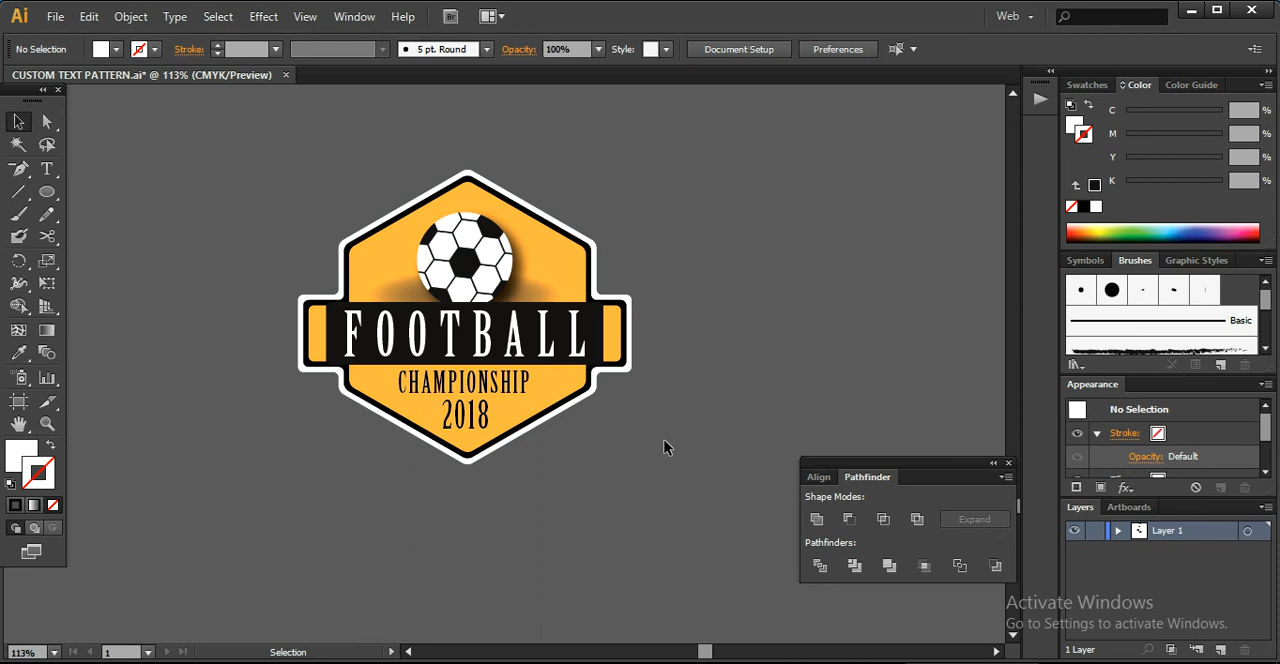 Ai File Edit Object Type Select Effect View Window Help Br Web
No Selection Stroke: 5 pt. Round Opacity: 100% Style: Document Setup Preferences
CUSTOM TEXT PATTERN.ai* @ 113% (CMYK/Preview) ×
Swatches Color Color Guide
C %
M %
Y %
K %
Symbols Brushes Graphic Styles
Basic
Appearance
No Selection
Stroke:
Opacity: Default
fx
Layers Artboards
Layer 1
FOOTBALL
CHAMPIONSHIP
2018
Align Pathfinder
Shape Modes:
Expand
Pathfinders:
Activate Windows
Go to Settings to activate Windows.
113% 1 Selection 1 Layer